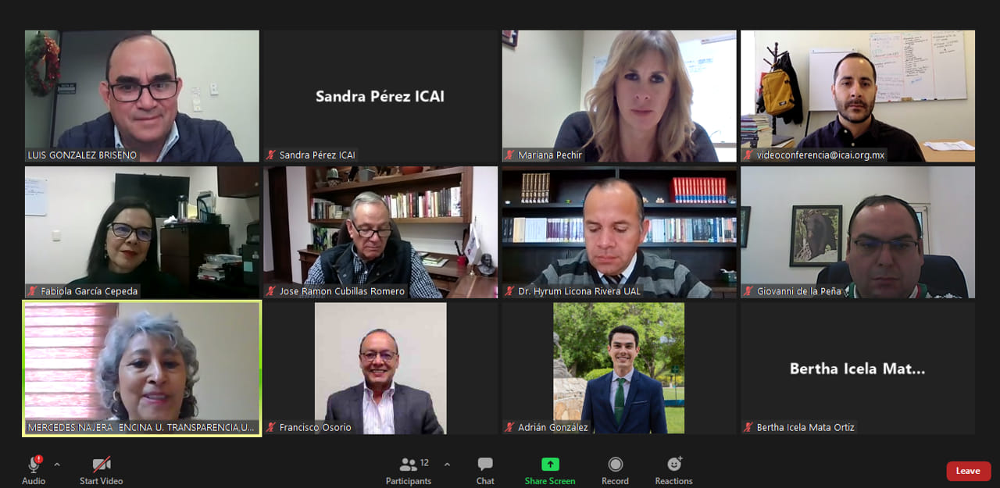 LUIS GONZALEZ BRISENO
Sandra Pérez ICAI
Sandra Pérez ICAI
Mariana Pechir
videoconferencia@icai.org.mx
Fabiola García Cepeda
Jose Ramon Cubillas Romero
Dr. Hyrum Licona Rivera UAL
Giovanni de la Peña
MERCEDES NAJERA ENCINA U. TRANSPARENCIA,U...
Francisco Osorio
Adrián González
Bertha Icela Mat...
Bertha Icela Mata Ortiz
Audio
Start Video
12
Participants
Chat
Share Screen
Record
Reactions
Leave